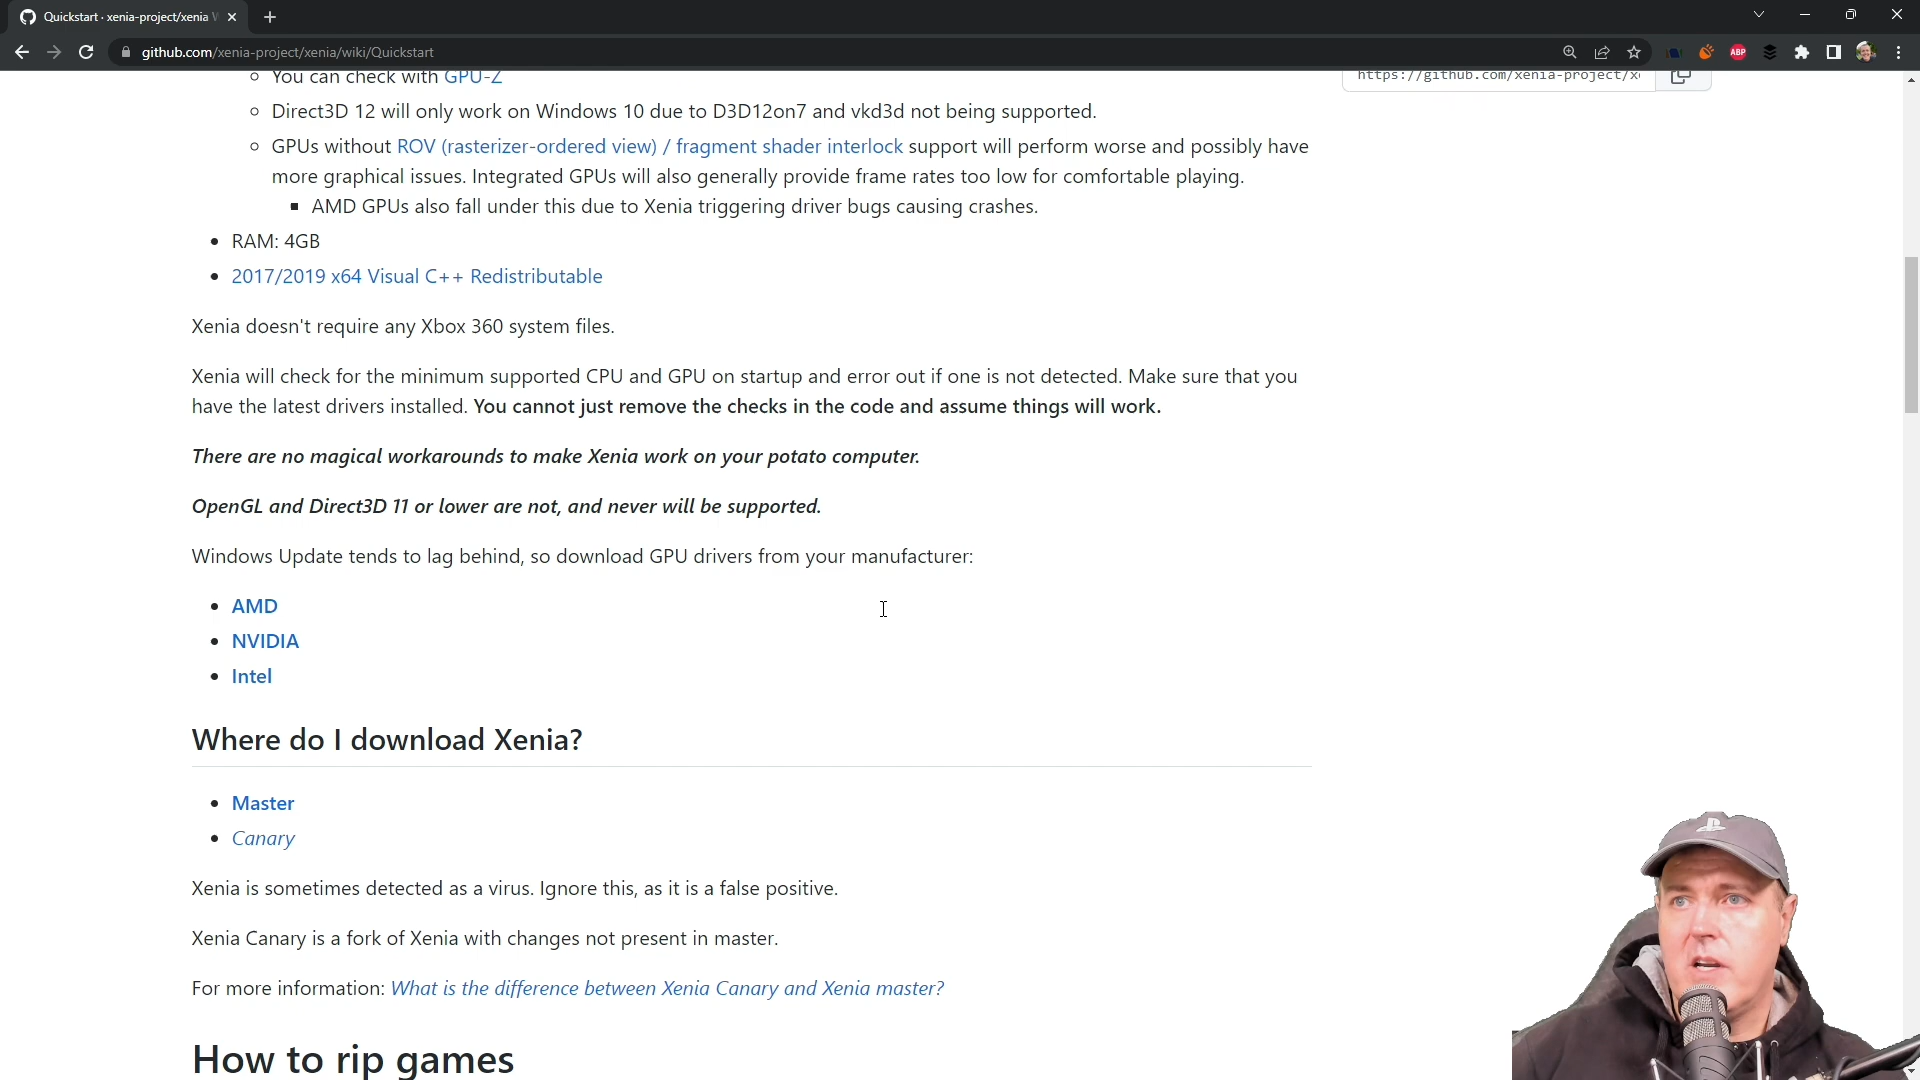 Quickstart · xenia-project/xenia W
github.com/xenia-project/xenia/wiki/Quickstart
ABP
You can check with GPU-Z
https://github.com/xenia-project/x
Direct3D 12 will only work on Windows 10 due to D3D12on7 and vkd3d not being supported.
GPUs without ROV (rasterizer-ordered view) / fragment shader interlock support will perform worse and possibly have
more graphical issues. Integrated GPUs will also generally provide frame rates too low for comfortable playing.
AMD GPUs also fall under this due to Xenia triggering driver bugs causing crashes.
RAM: 4GB
2017/2019 x64 Visual C++ Redistributable
Xenia doesn't require any Xbox 360 system files.
Xenia will check for the minimum supported CPU and GPU on startup and error out if one is not detected. Make sure that you
have the latest drivers installed. You cannot just remove the checks in the code and assume things will work.
There are no magical workarounds to make Xenia work on your potato computer.
OpenGL and Direct3D 11 or lower are not, and never will be supported.
Windows Update tends to lag behind, so download GPU drivers from your manufacturer:
AMD
NVIDIA
Intel
Where do I download Xenia?
Master
Canary
Xenia is sometimes detected as a virus. Ignore this, as it is a false positive.
Xenia Canary is a fork of Xenia with changes not present in master.
For more information: What is the difference between Xenia Canary and Xenia master?
How to rip games